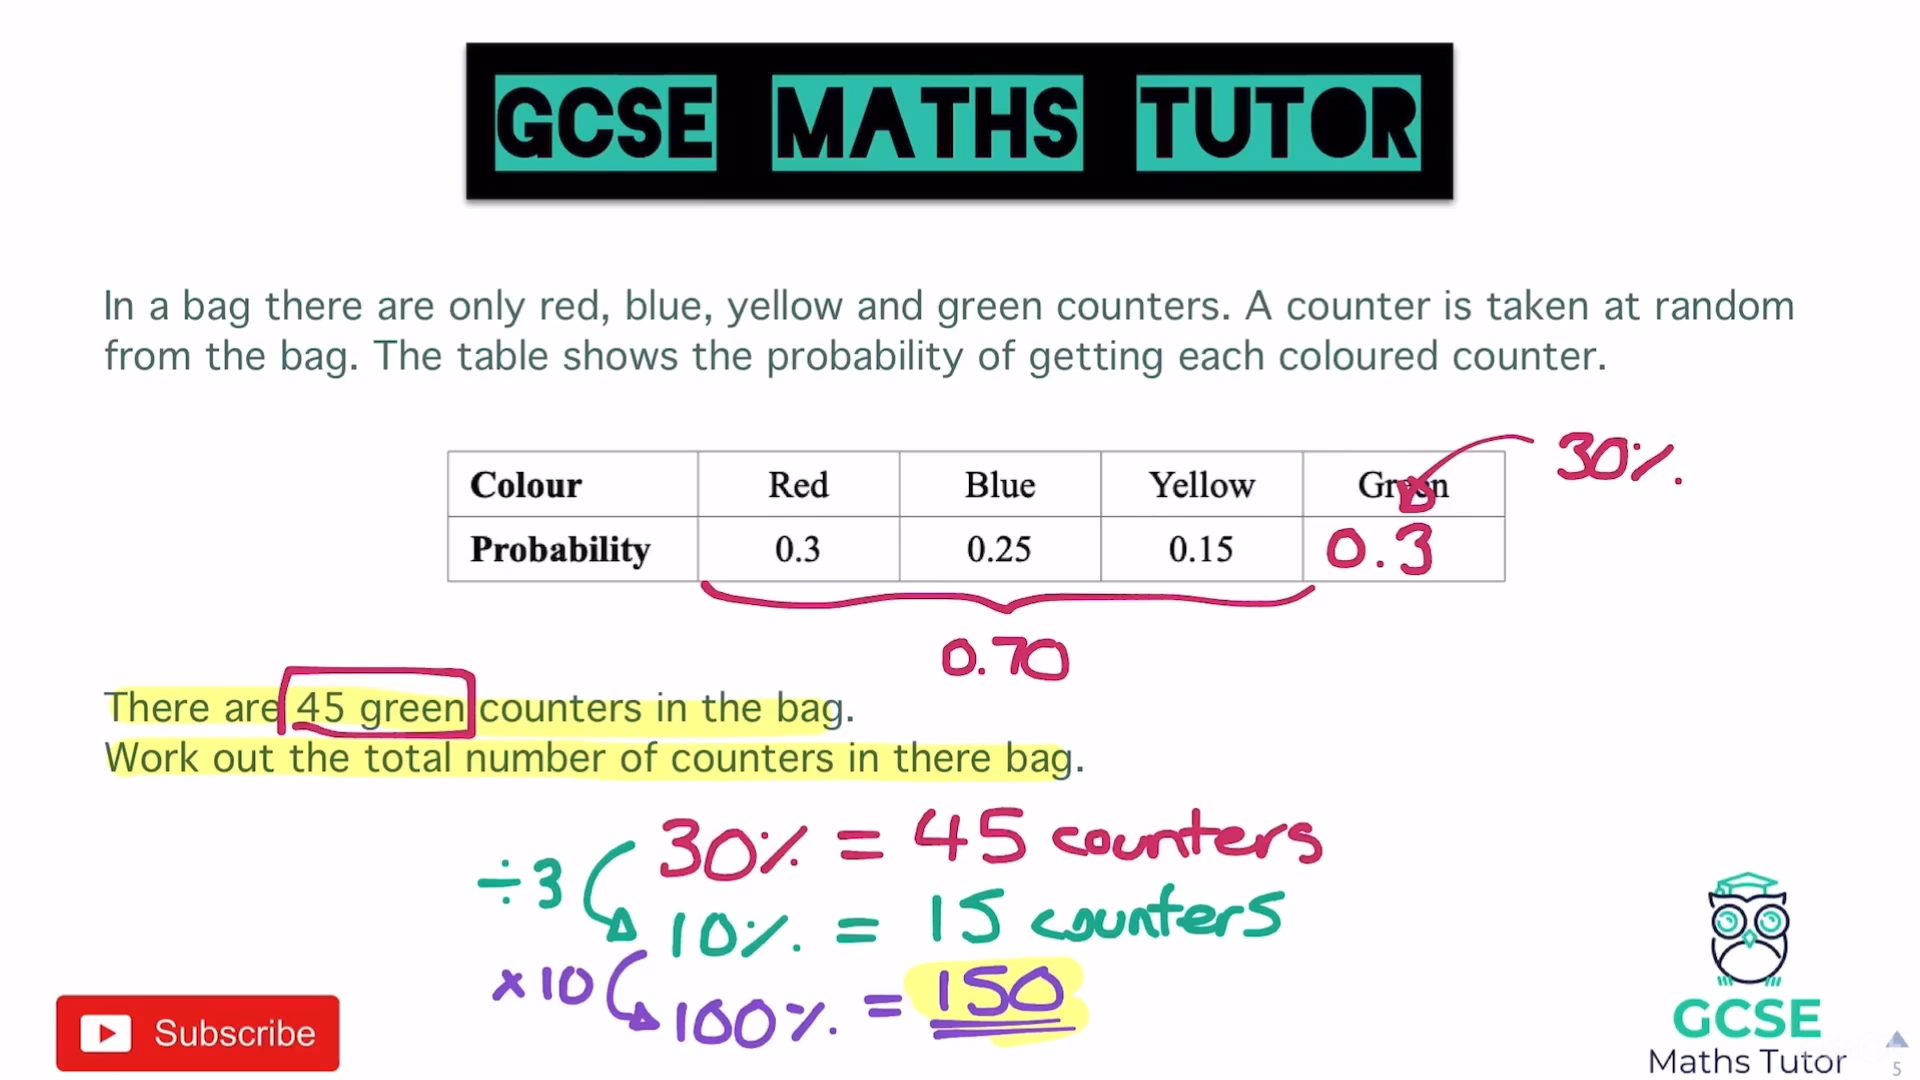 GCSE MATHS TUTOR
In a bag there are only red, blue, yellow and green counters. A counter is taken at random
from the bag. The table shows the probability of getting each coloured counter.
30%.
Colour Red Blue Yellow Green
Probability 0.3 0.25 0.15 0.3
0.70
There are 45 green counters in the bag.
Work out the total number of counters in there bag.
30% = 45 counters
÷3
10%. = 15 counters
×10
100%. = 150
Subscribe
GCSE
Maths Tutor
5